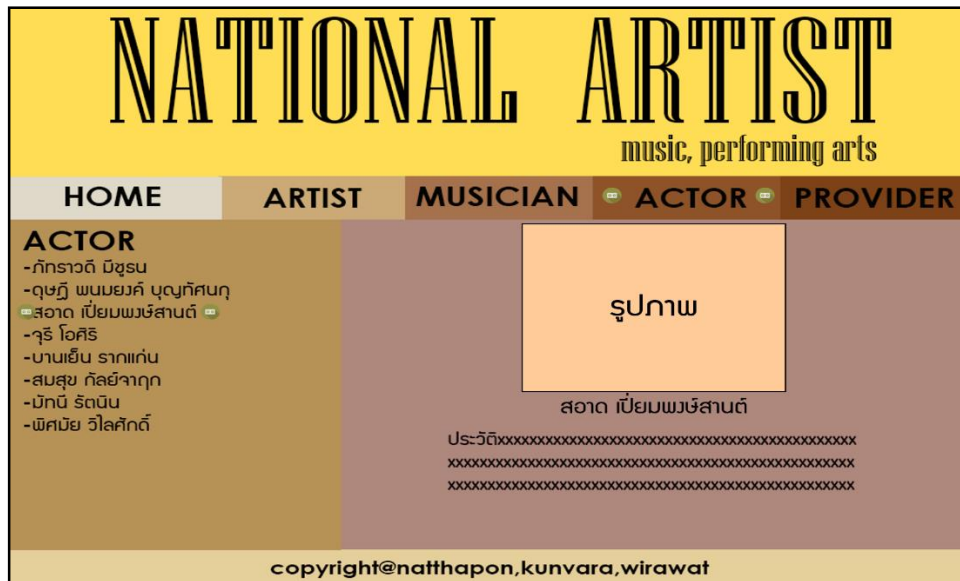 NATIONAL ARTIST
music, performing arts
HOME ARTIST MUSICIAN ACTOR PROVIDER
ACTOR
-ภัทราวดี มีชูธน
-ดุษฎี พนมยงค์ บุญทัศนกุ
สอาด เปี่ยมพงษ์สานต์
-จุรี โอศิริ
-บานเย็น รากแก่น
-สมสุข กัลย์จาฤก
-มัทนี รัตนิน
-พิศมัย วิไลศักดิ์
รูปภาพ
สอาด เปี่ยมพงษ์สานต์
ประวัติxxxxxxxxxxxxxxxxxxxxxxxxxxxxxxxxxxxxxxxxxxxxxx
xxxxxxxxxxxxxxxxxxxxxxxxxxxxxxxxxxxxxxxxxxxxxxxxxxxx
xxxxxxxxxxxxxxxxxxxxxxxxxxxxxxxxxxxxxxxxxxxxxxxxxxxx
copyright@natthapon,kunvara,wirawat